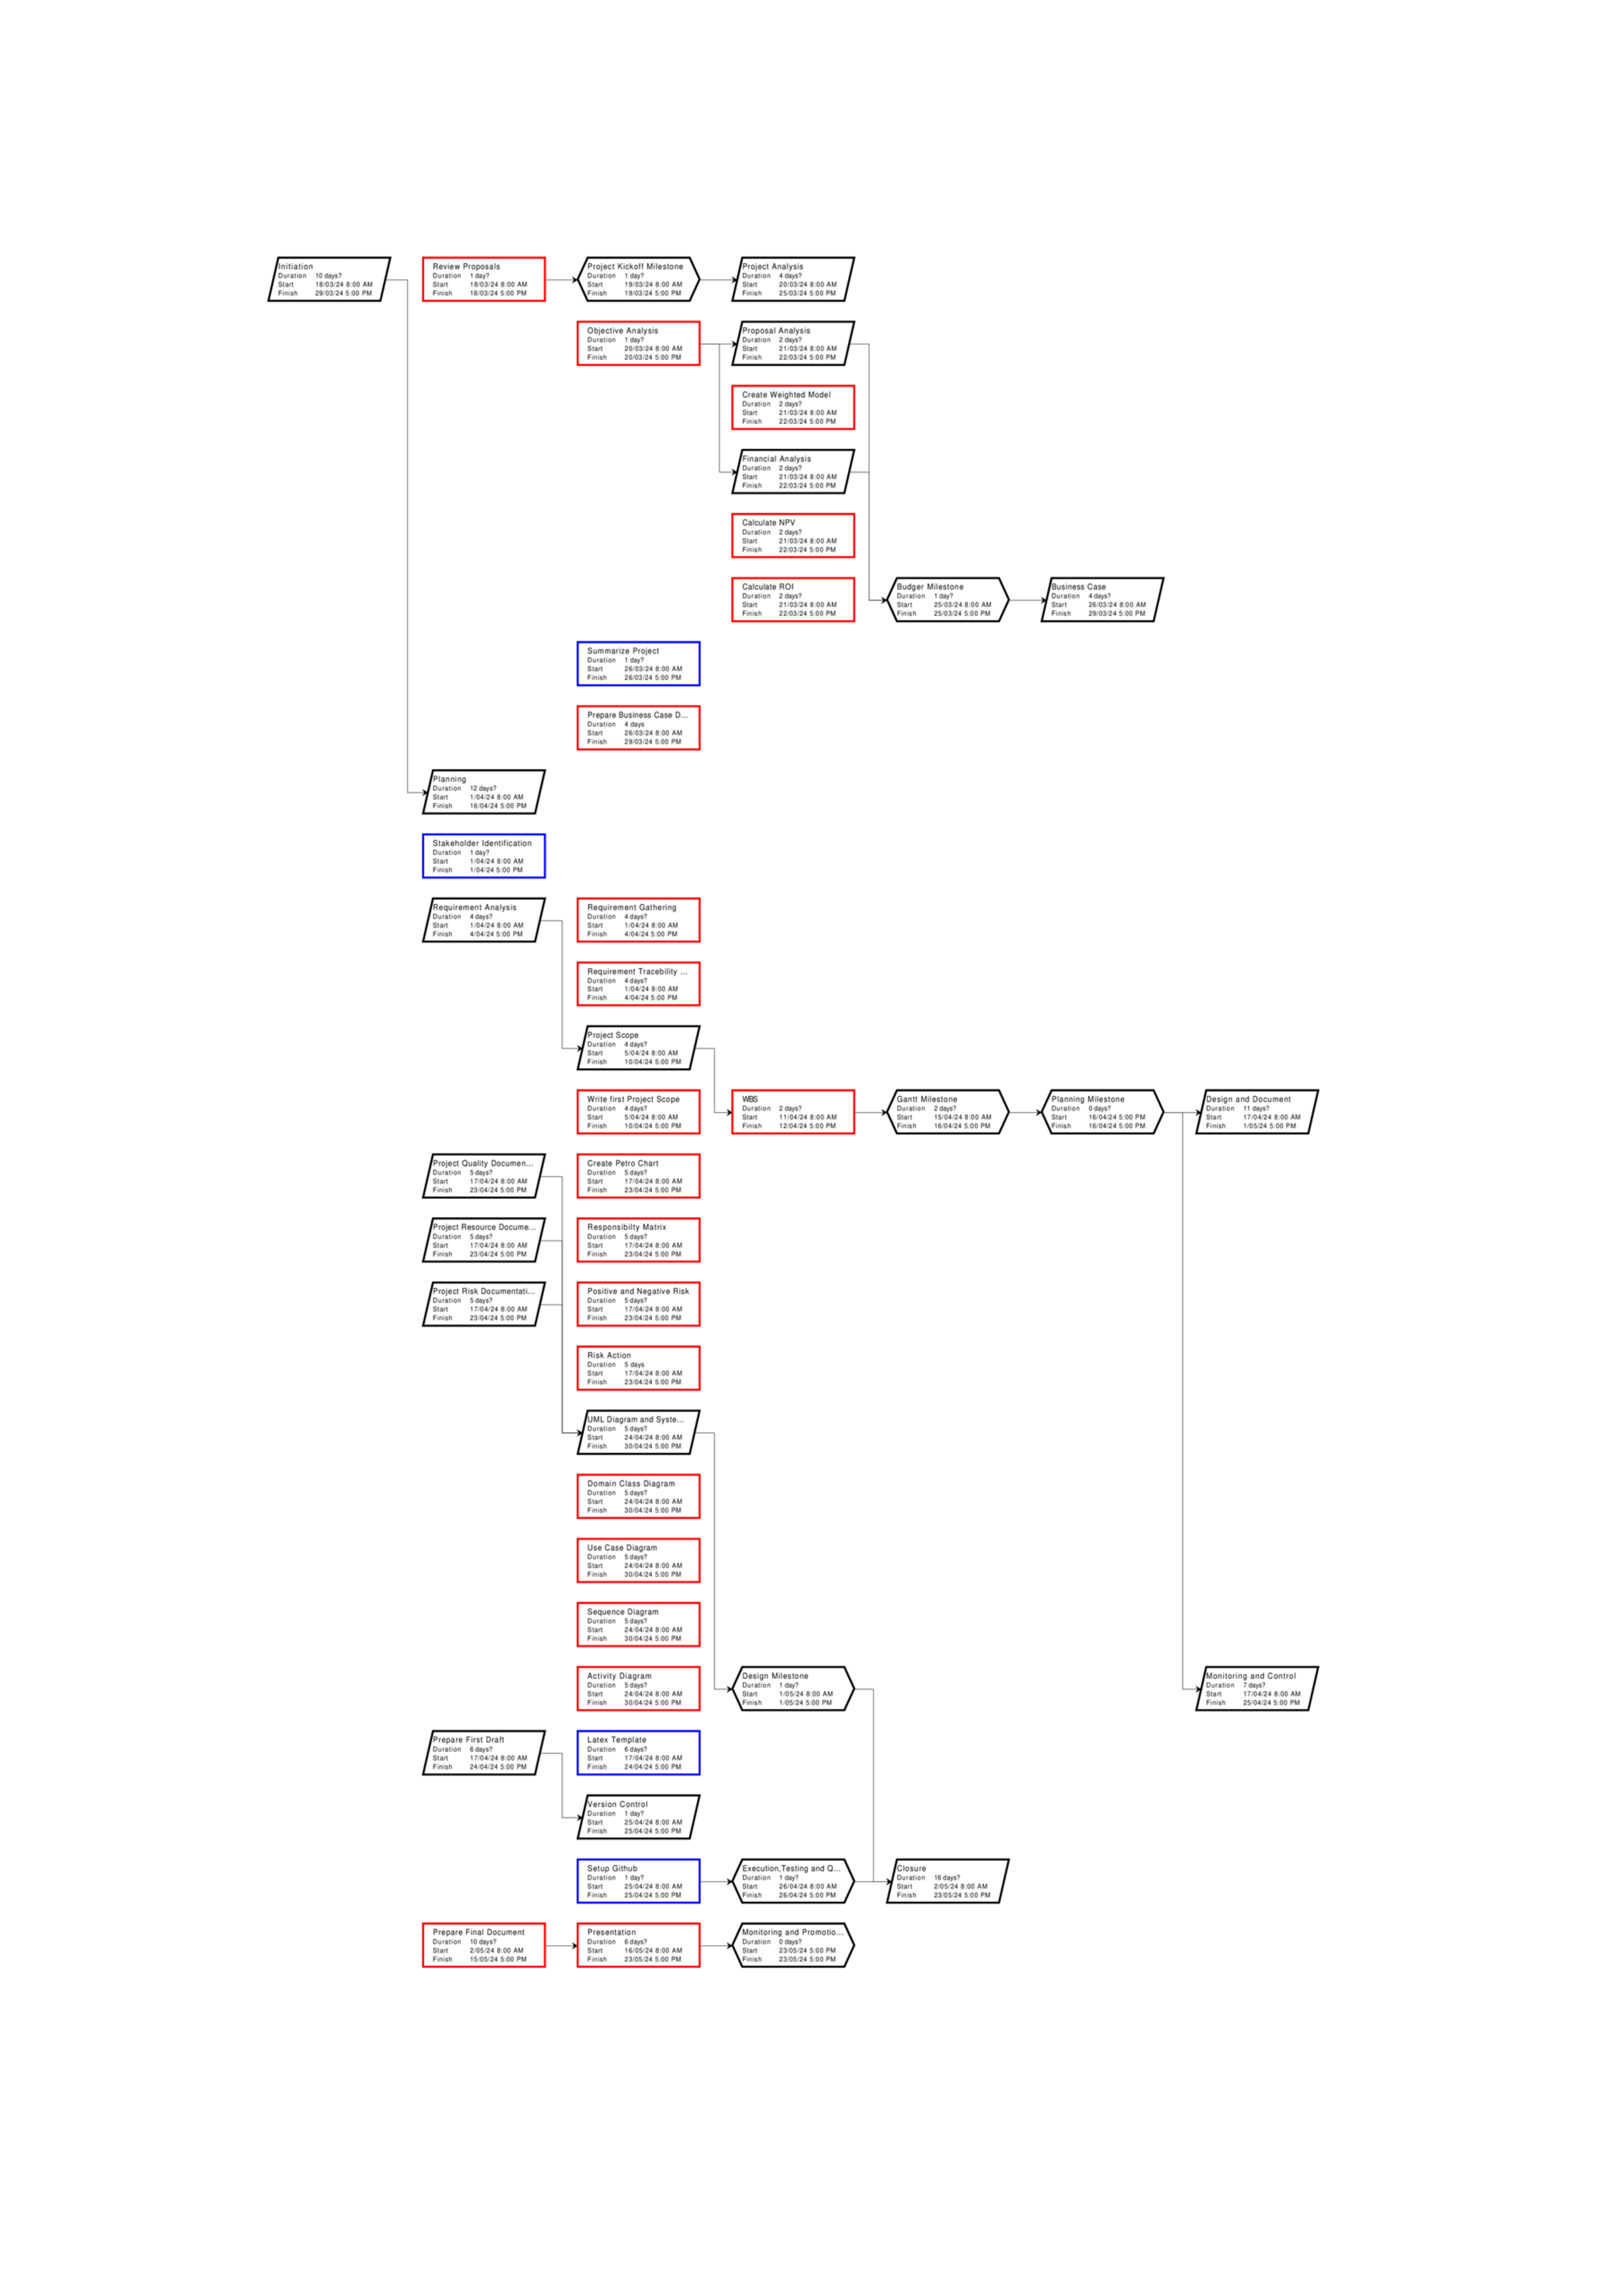 Initiation
Duration 10 days?
Start 18/03/24 8:00 AM
Finish 29/03/24 5:00 PM
Review Proposals
Duration 1 day?
Start 18/03/24 8:00 AM
Finish 18/03/24 5:00 PM
Project Kickoff Milestone
Duration 1 day?
Start 19/03/24 8:00 AM
Finish 19/03/24 5:00 PM
Project Analysis
Duration 4 days?
Start 20/03/24 8:00 AM
Finish 25/03/24 5:00 PM
Objective Analysis
Duration 1 day?
Start 20/03/24 8:00 AM
Finish 20/03/24 5:00 PM
Proposal Analysis
Duration 2 days?
Start 21/03/24 8:00 AM
Finish 22/03/24 5:00 PM
Create Weighted Model
Duration 2 days?
Start 21/03/24 8:00 AM
Finish 22/03/24 5:00 PM
Financial Analysis
Duration 2 days?
Start 21/03/24 8:00 AM
Finish 22/03/24 5:00 PM
Calculate NPV
Duration 2 days?
Start 21/03/24 8:00 AM
Finish 22/03/24 5:00 PM
Calculate ROI
Duration 2 days?
Start 21/03/24 8:00 AM
Finish 22/03/24 5:00 PM
Budger Milestone
Duration 1 day?
Start 25/03/24 8:00 AM
Finish 25/03/24 5:00 PM
Business Case
Duration 4 days?
Start 26/03/24 8:00 AM
Finish 29/03/24 5:00 PM
Summarize Project
Duration 1 day?
Start 26/03/24 8:00 AM
Finish 26/03/24 5:00 PM
Prepare Business Case D...
Duration 4 days
Start 26/03/24 8:00 AM
Finish 29/03/24 5:00 PM
Planning
Duration 12 days?
Start 1/04/24 8:00 AM
Finish 16/04/24 5:00 PM
Stakeholder Identification
Duration 1 day?
Start 1/04/24 8:00 AM
Finish 1/04/24 5:00 PM
Requirement Analysis
Duration 4 days?
Start 1/04/24 8:00 AM
Finish 4/04/24 5:00 PM
Requirement Gathering
Duration 4 days?
Start 1/04/24 8:00 AM
Finish 4/04/24 5:00 PM
Requirement Tracebility ...
Duration 4 days?
Start 1/04/24 8:00 AM
Finish 4/04/24 5:00 PM
Project Scope
Duration 4 days?
Start 5/04/24 8:00 AM
Finish 10/04/24 5:00 PM
Write first Project Scope
Duration 4 days?
Start 5/04/24 8:00 AM
Finish 10/04/24 5:00 PM
WBS
Duration 2 days?
Start 11/04/24 8:00 AM
Finish 12/04/24 5:00 PM
Gantt Milestone
Duration 2 days?
Start 15/04/24 8:00 AM
Finish 16/04/24 5:00 PM
Planning Milestone
Duration 0 days?
Start 16/04/24 5:00 PM
Finish 16/04/24 5:00 PM
Design and Document
Duration 11 days?
Start 17/04/24 8:00 AM
Finish 1/05/24 5:00 PM
Project Quality Documen...
Duration 5 days?
Start 17/04/24 8:00 AM
Finish 23/04/24 5:00 PM
Create Petro Chart
Duration 5 days?
Start 17/04/24 8:00 AM
Finish 23/04/24 5:00 PM
Project Resource Docume...
Duration 5 days?
Start 17/04/24 8:00 AM
Finish 23/04/24 5:00 PM
Responsibilty Matrix
Duration 5 days?
Start 17/04/24 8:00 AM
Finish 23/04/24 5:00 PM
Project Risk Documentati...
Duration 5 days?
Start 17/04/24 8:00 AM
Finish 23/04/24 5:00 PM
Positive and Negative Risk
Duration 5 days?
Start 17/04/24 8:00 AM
Finish 23/04/24 5:00 PM
Risk Action
Duration 5 days
Start 17/04/24 8:00 AM
Finish 23/04/24 5:00 PM
UML Diagram and Syste...
Duration 5 days?
Start 24/04/24 8:00 AM
Finish 30/04/24 5:00 PM
Domain Class Diagram
Duration 5 days?
Start 24/04/24 8:00 AM
Finish 30/04/24 5:00 PM
Use Case Diagram
Duration 5 days?
Start 24/04/24 8:00 AM
Finish 30/04/24 5:00 PM
Sequence Diagram
Duration 5 days?
Start 24/04/24 8:00 AM
Finish 30/04/24 5:00 PM
Activity Diagram
Duration 5 days?
Start 24/04/24 8:00 AM
Finish 30/04/24 5:00 PM
Design Milestone
Duration 1 day?
Start 1/05/24 8:00 AM
Finish 1/05/24 5:00 PM
Monitoring and Control
Duration 7 days?
Start 17/04/24 8:00 AM
Finish 25/04/24 5:00 PM
Prepare First Draft
Duration 6 days?
Start 17/04/24 8:00 AM
Finish 24/04/24 5:00 PM
Latex Template
Duration 6 days?
Start 17/04/24 8:00 AM
Finish 24/04/24 5:00 PM
Version Control
Duration 1 day?
Start 25/04/24 8:00 AM
Finish 25/04/24 5:00 PM
Setup Github
Duration 1 day?
Start 25/04/24 8:00 AM
Finish 25/04/24 5:00 PM
Execution,Testing and Q...
Duration 1 day?
Start 26/04/24 8:00 AM
Finish 26/04/24 5:00 PM
Closure
Duration 16 days?
Start 2/05/24 8:00 AM
Finish 23/05/24 5:00 PM
Prepare Final Document
Duration 10 days?
Start 2/05/24 8:00 AM
Finish 15/05/24 5:00 PM
Presentation
Duration 6 days?
Start 16/05/24 8:00 AM
Finish 23/05/24 5:00 PM
Monitoring and Promotio...
Duration 0 days?
Start 23/05/24 5:00 PM
Finish 23/05/24 5:00 PM